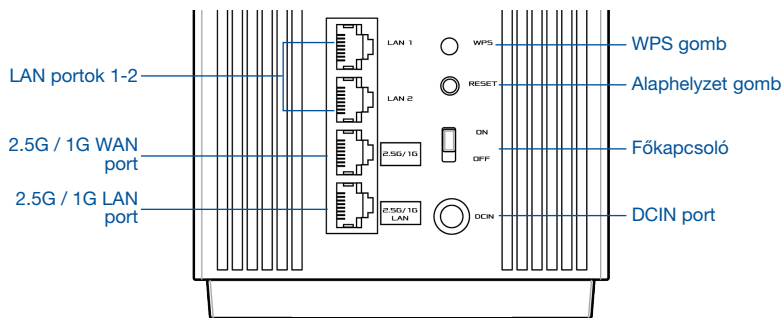 LAN portok 1-2
2.5G / 1G WAN
port
2.5G / 1G LAN
port
LAN 1
LAN 2
2.5G/1G
2.5G/1G
LAN
WPS
RESET
ON
OFF
DCIN
WPS gomb
Alaphelyzet gomb
Főkapcsoló
DCIN port